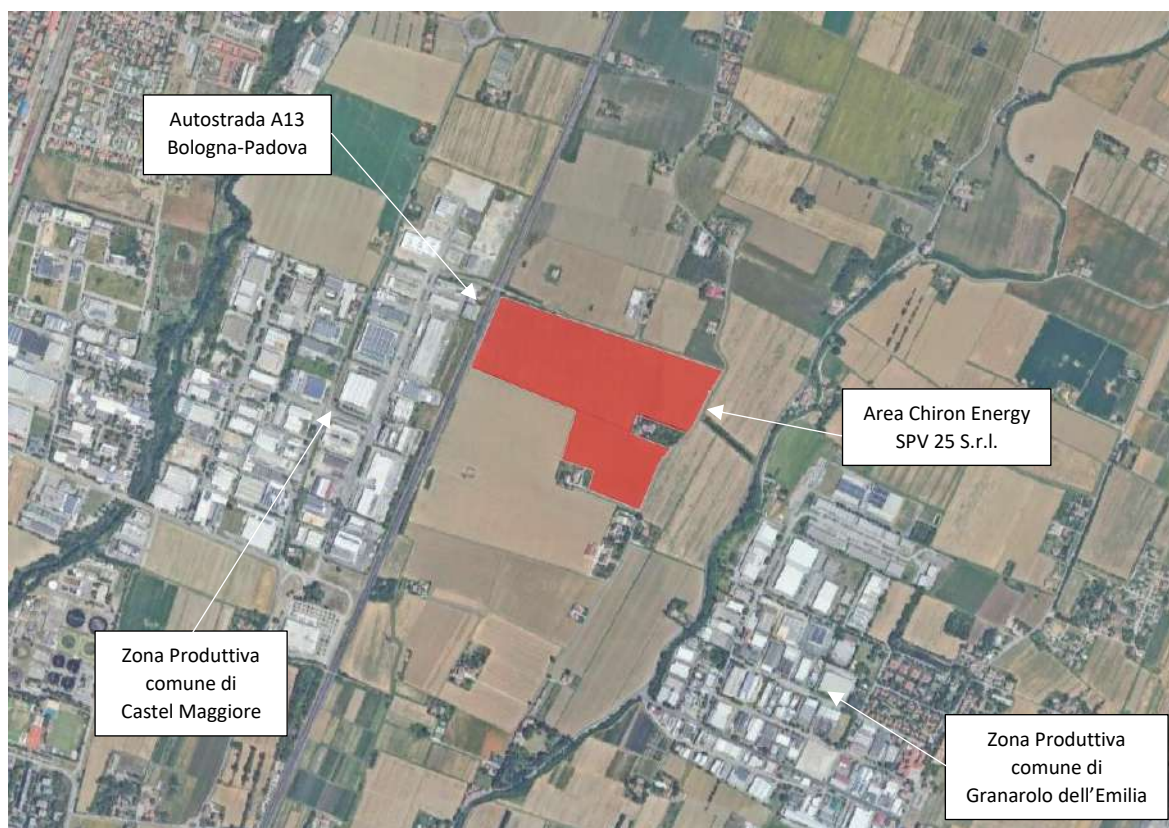 Autostrada A13
Bologna-Padova
Area Chiron Energy
SPV 25 S.r.l.
Zona Produttiva
comune di
Castel Maggiore
Zona Produttiva
comune di
Granarolo dell’Emilia